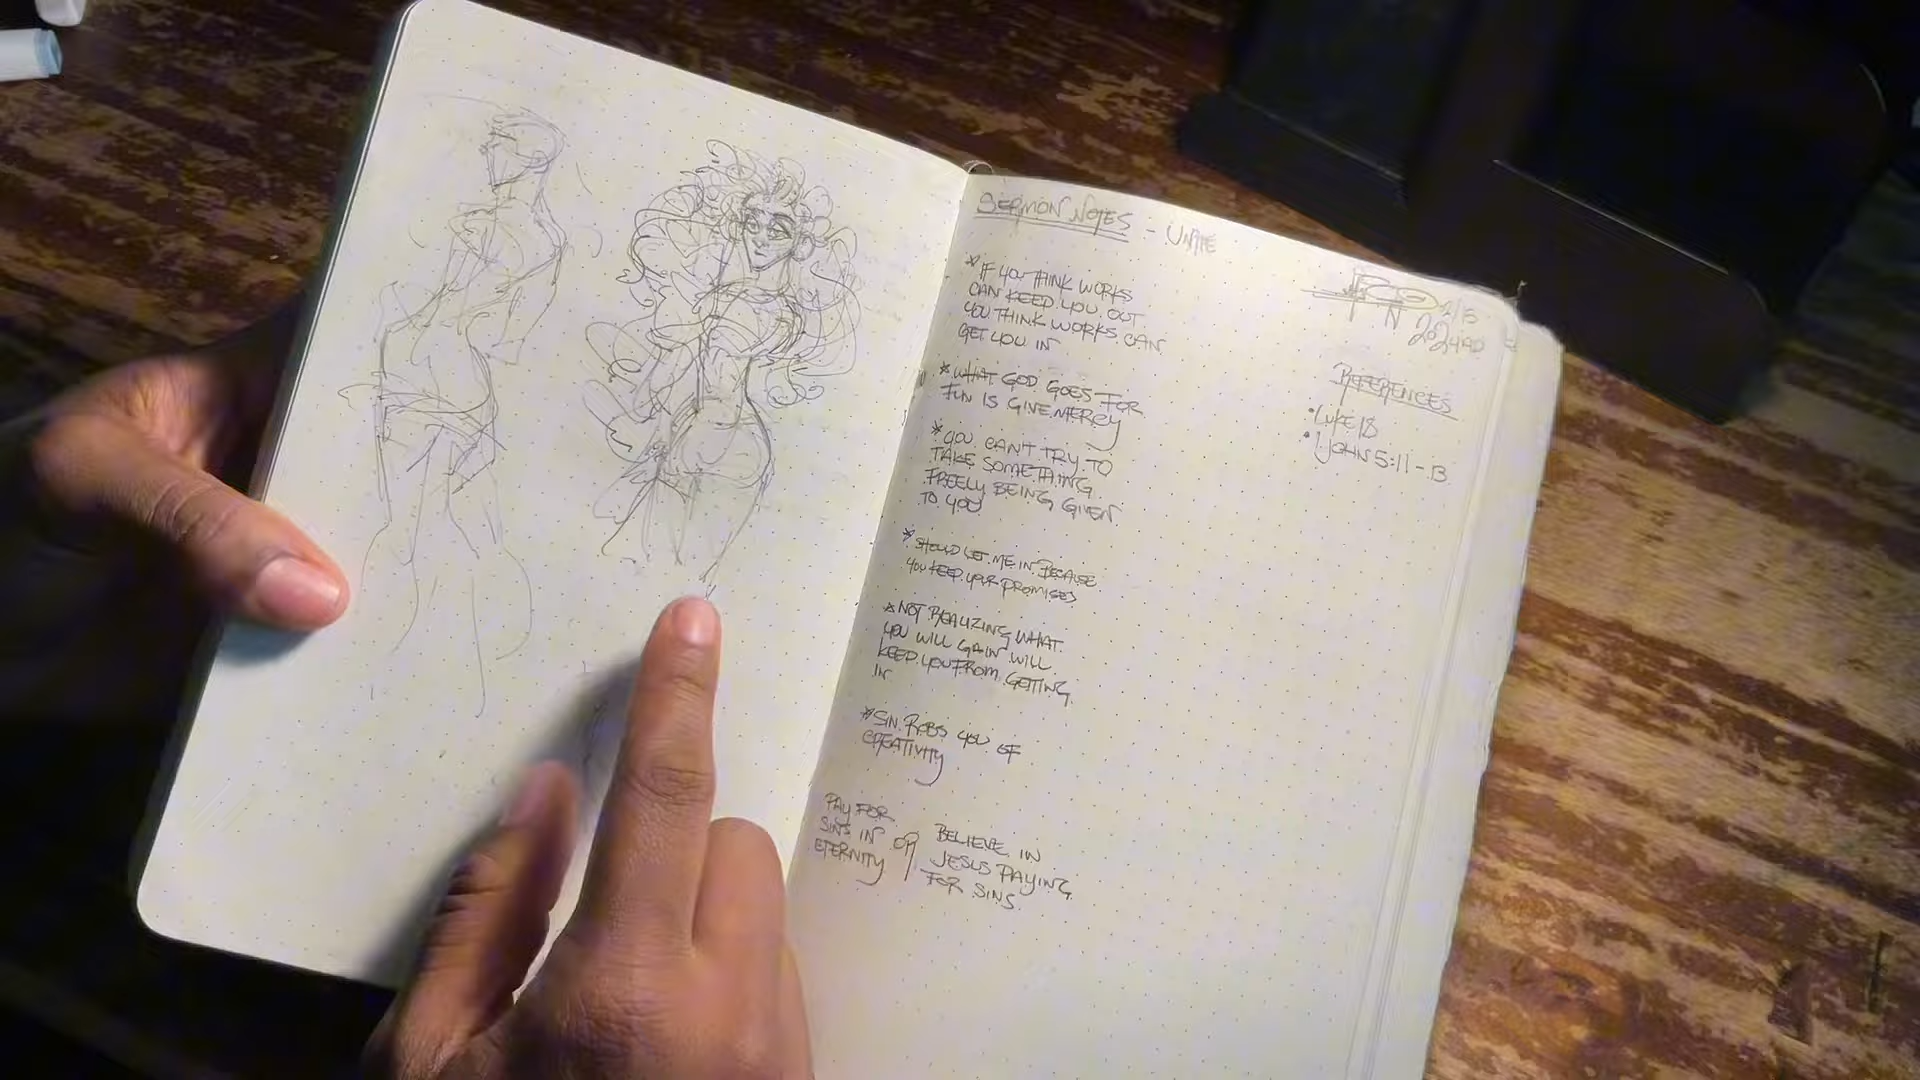 SERMON NOTES - UNITE
* IF YOU THINK WORKS
CAN KEEP YOU OUT
YOU THINK WORKS CAN
GET YOU IN
* WHAT GOD GOES FOR
FUN IS GIVE MERCY
* YOU CAN'T TRY TO
TAKE SOMETHING
FREELY BEING GIVEN
TO YOU
* SHOULD LET ME IN BECAUSE
YOU KEEP YOUR PROMISES
* NOT REALIZING WHAT
YOU WILL GAIN WILL
KEEP YOU FROM GETTING
IN
* SIN ROBS YOU OF
CREATIVITY
PAY FOR
SINS IN
ETERNITY
OR
BELIEVE IN
JESUS PAYING
FOR SINS
2024AD
REFERENCES
• LUKE 18
• 1 JOHN 5:11-13